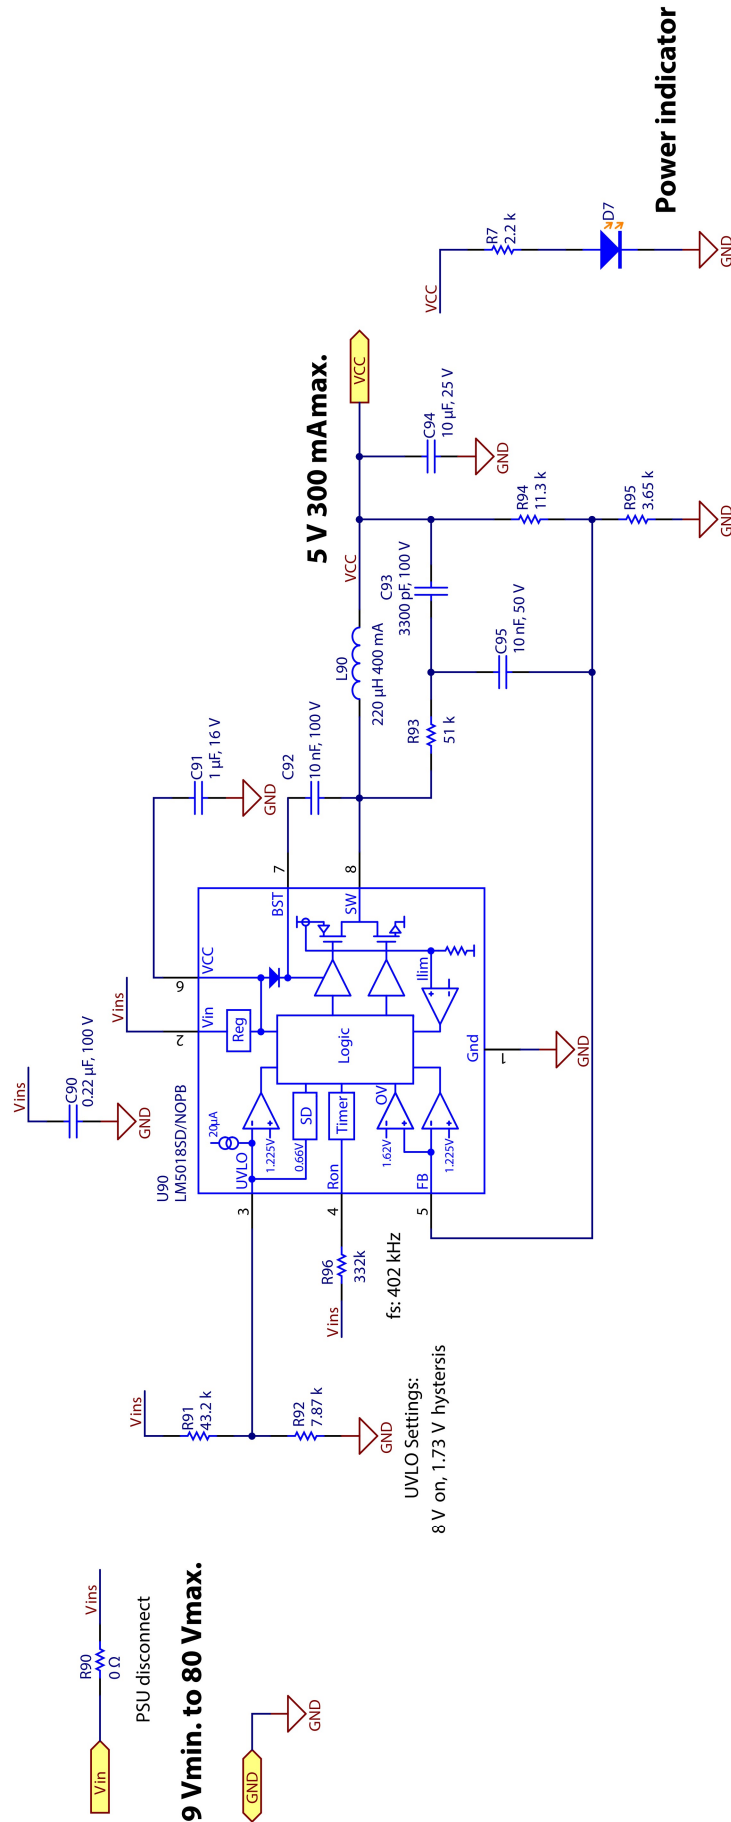 Vin
R90
0 Ω
Vins
PSU disconnect
9 Vmin. to 80 Vmax.
GND
GND
Vins
R91
43.2 k
R92
7.87 k
GND
UVLO Settings:
8 V on, 1.73 V hystersis
Vins
R96
332k
fs: 402 kHz
Vins
C90
0.22 µF, 100 V
GND
U90
LM5018SD/NOPB
3
4
5
UVLO
20µA
1.225V
0.66V
SD
Ron
Timer
1.62V
OV
FB
1.225V
Vins
2
Vin
Reg
6
VCC
Logic
Ilim
Gnd
1
GND
BST
7
SW
8
C91
1 µF, 16 V
GND
C92
10 nF, 100 V
L90
220 µH 400 mA
R93
51 k
C93
3300 pF, 100 V
C95
10 nF, 50 V
VCC
5 V 300 mAmax.
R94
11.3 k
R95
3.65 k
GND
C94
10 µF, 25 V
GND
VCC
VCC
R7
2.2 k
D7
GND
Power indicator